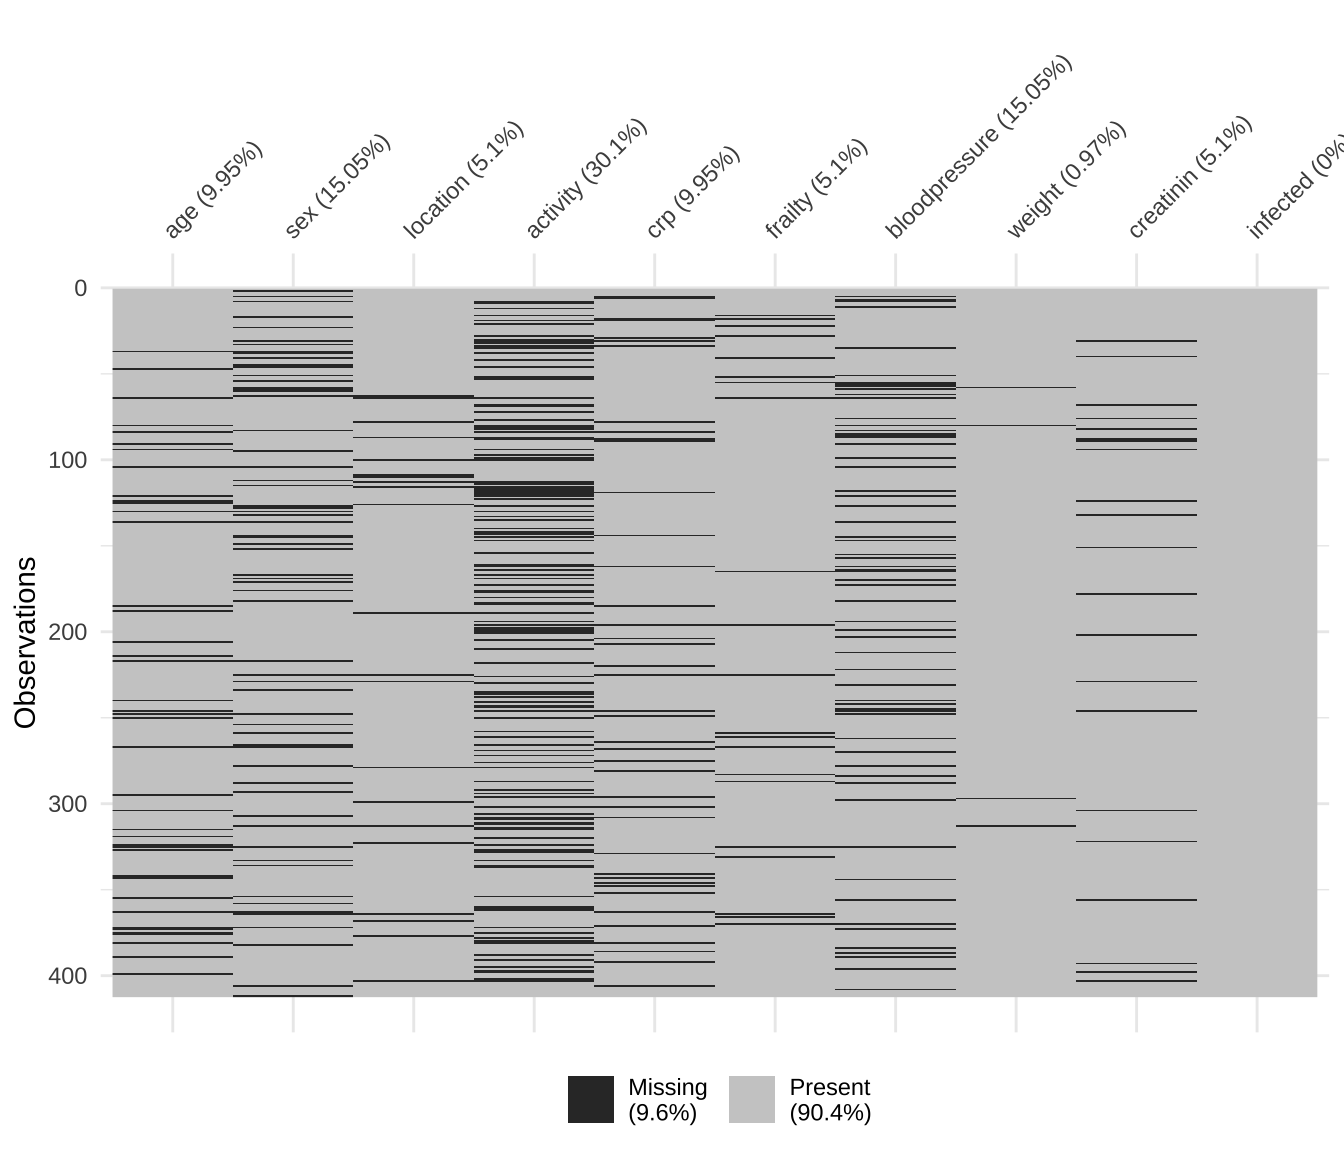 age (9.95%)
sex (15.05%)
location (5.1%)
activity (30.1%)
crp (9.95%)
frailty (5.1%)
bloodpressure (15.05%)
weight (0.97%)
creatinin (5.1%)
infected (0%
0
100
200
300
400
Observations
Missing
(9.6%)
Present
(90.4%)